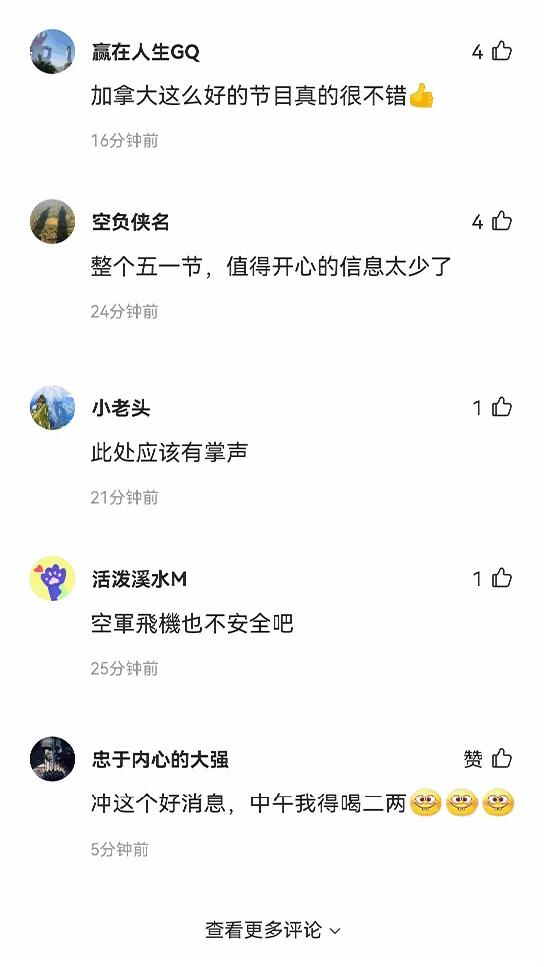 赢在人生GQ
4
加拿大这么好的节目真的很不错👍
16分钟前
空负侠名
4
整个五一节，值得开心的信息太少了
24分钟前
小老头
1
此处应该有掌声
21分钟前
活泼溪水M
1
空軍飛機也不安全吧
25分钟前
忠于内心的大强
赞
冲这个好消息，中午我得喝二两
5分钟前
查看更多评论